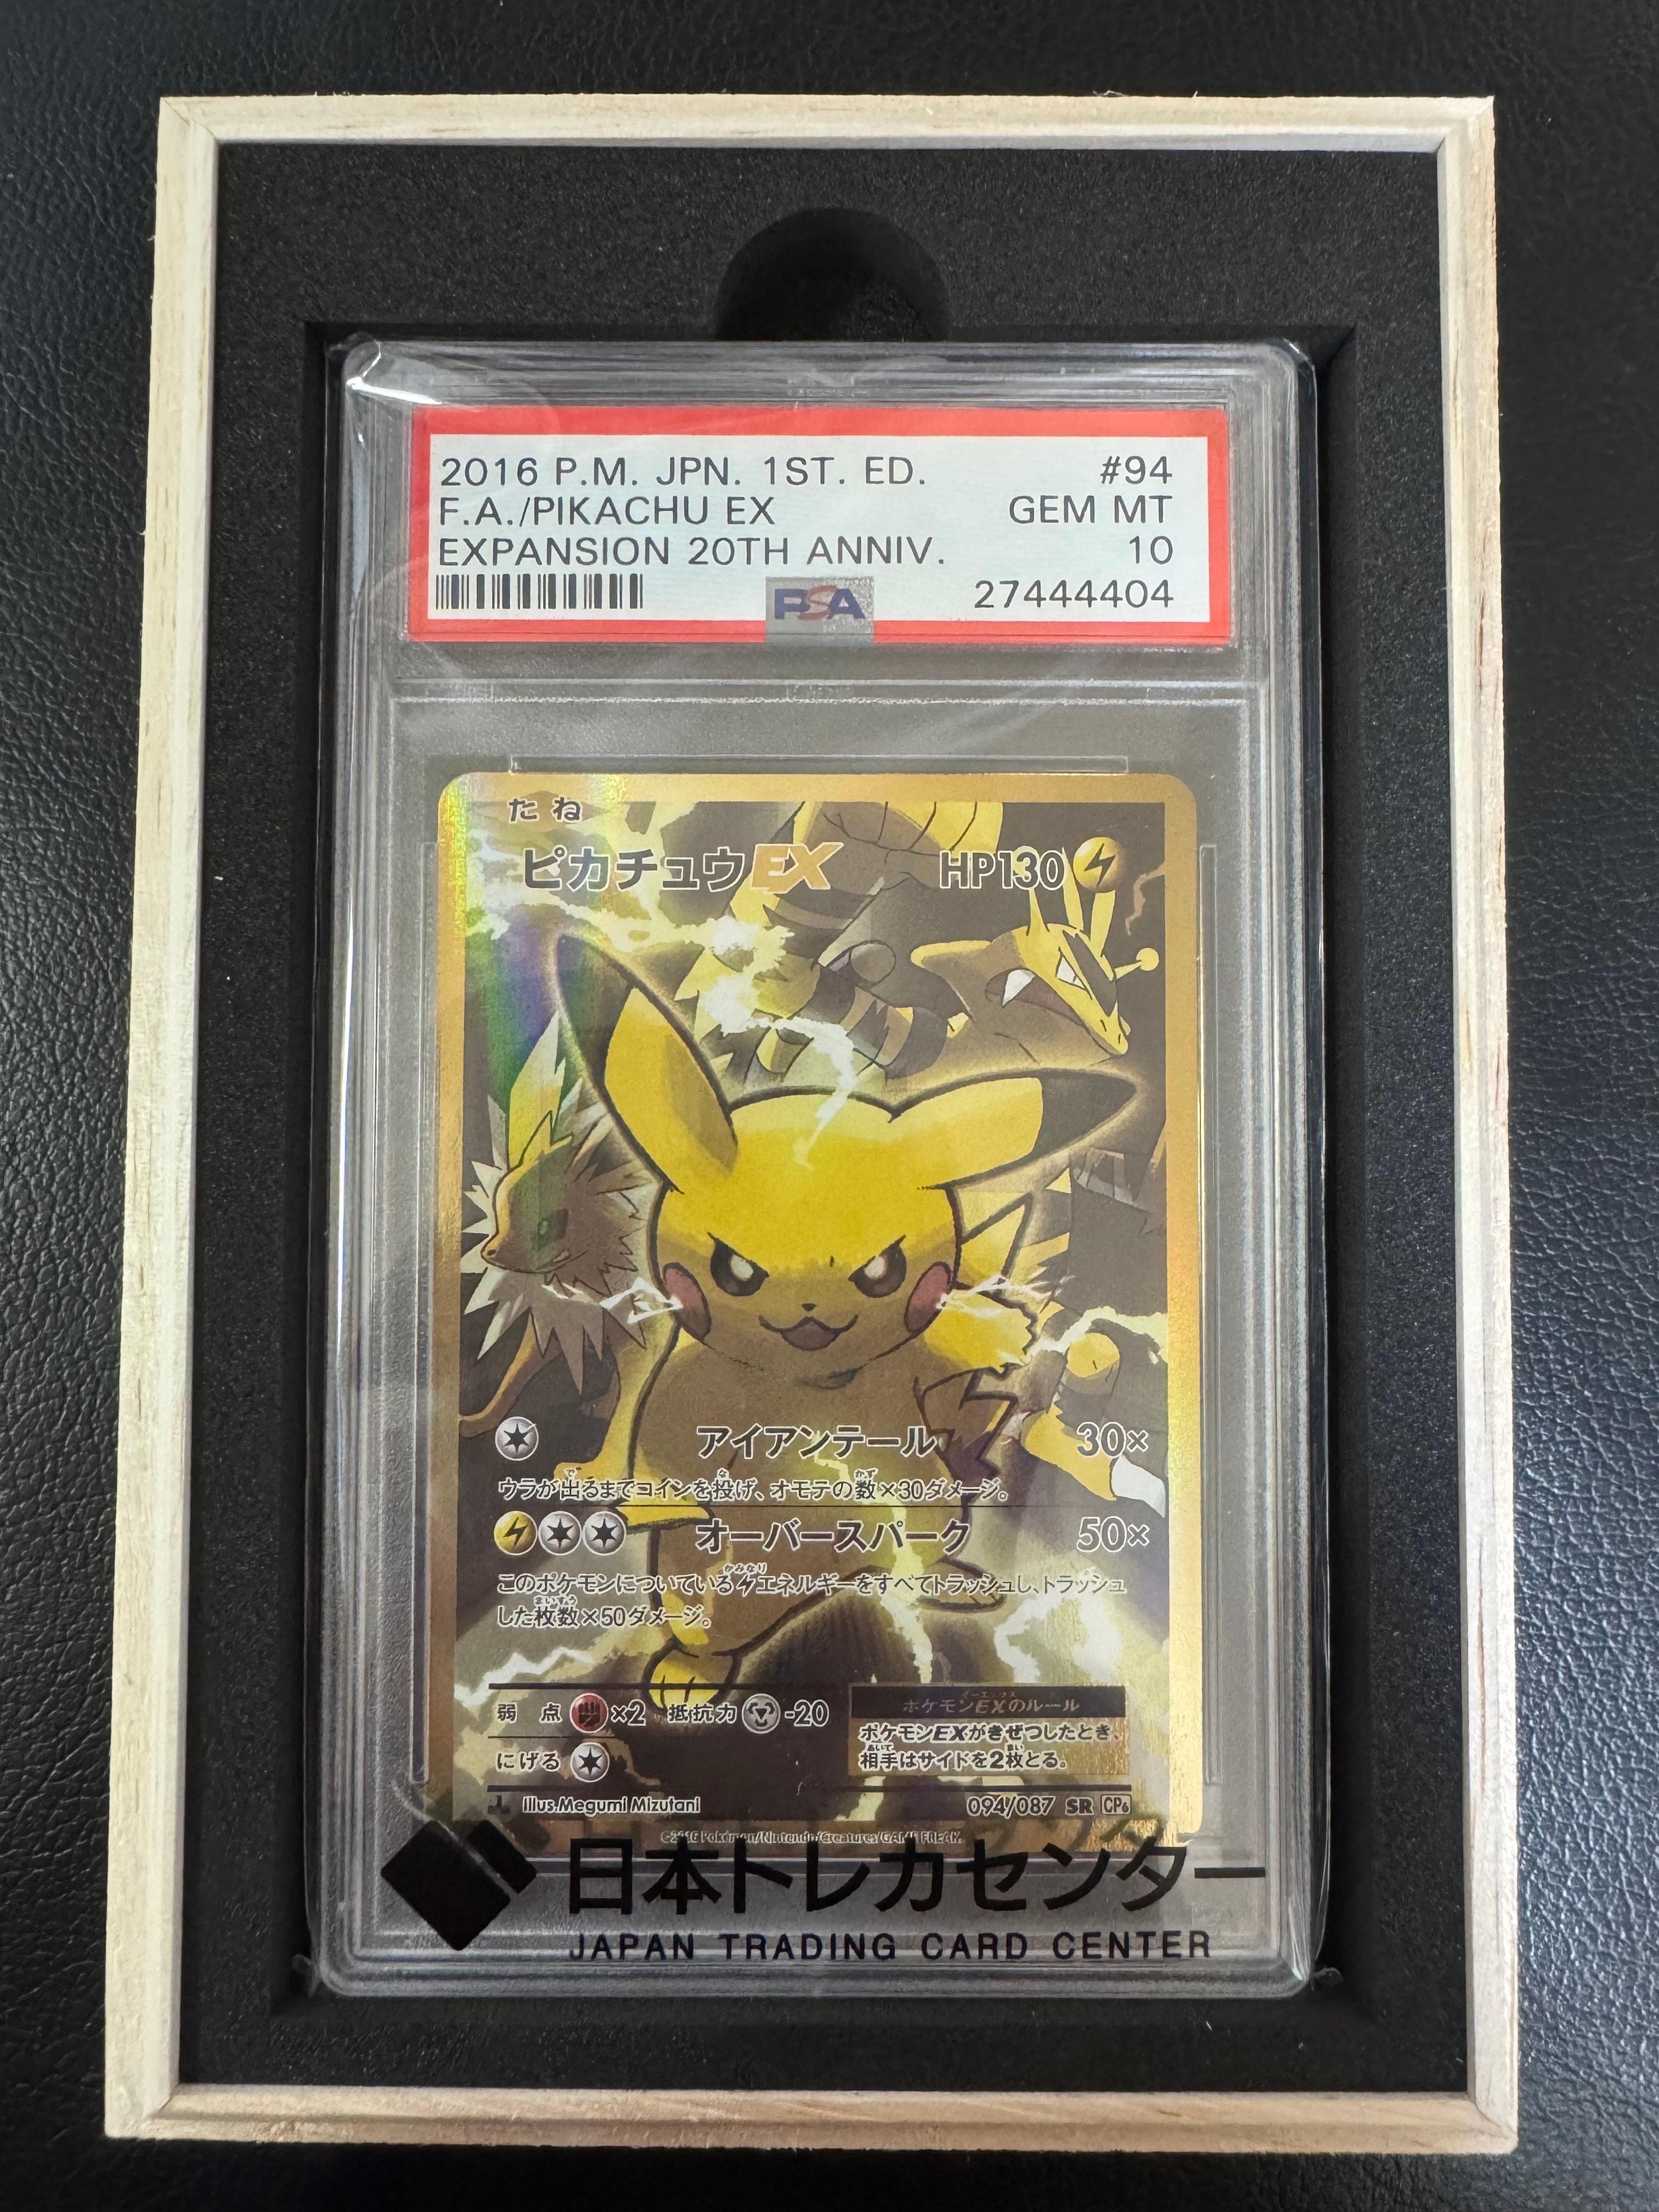 2016 P.M. JPN. 1ST. ED. #94
F.A./PIKACHU EX GEM MT
EXPANSION 20TH ANNIV. 10
PSA 27444404
たね
ピカチュウEX HP130
アイアンテール 30×
ウラが出るまでコインを投げ、オモテの数×30ダメージ。
オーバースパーク 50×
このポケモンについているエネルギーをすべてトラッシュし、トラッシュ
した枚数×50ダメージ。
弱点 ×2 抵抗力 -20
にげる
ポケモンEXのルール
ポケモンEXがきぜつしたとき、
相手はサイドを2枚とる。
Illus.Megumi Mizutani 094/087 SR CP6
©2016 Pokémon/Nintendo/Creatures/GAME FREAK.
日本トレカセンター
JAPAN TRADING CARD CENTER